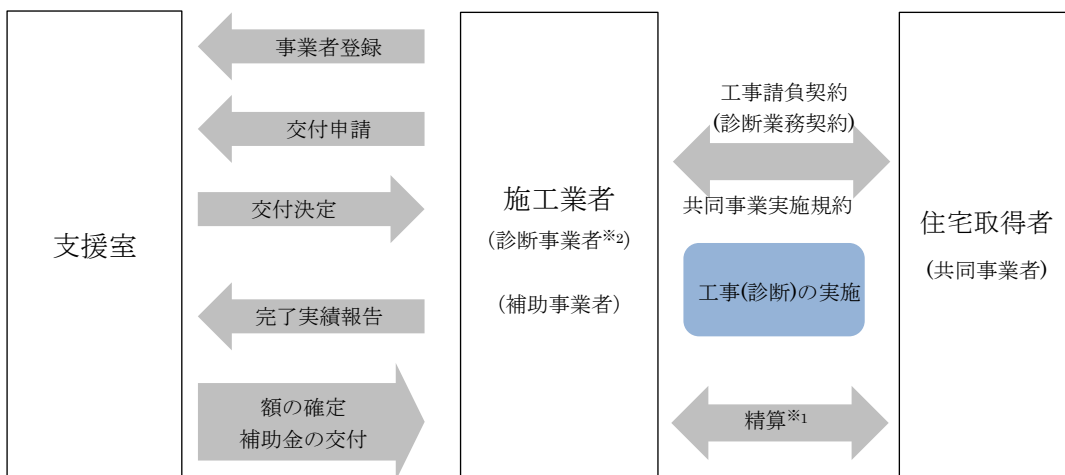 支援室
事業者登録
交付申請
交付決定
完了実績報告
額の確定
補助金の交付
施工業者
(診断事業者※2)
(補助事業者)
工事請負契約
(診断業務契約)
共同事業実施規約
工事(診断)の実施
精算※1
住宅取得者
(共同事業者)